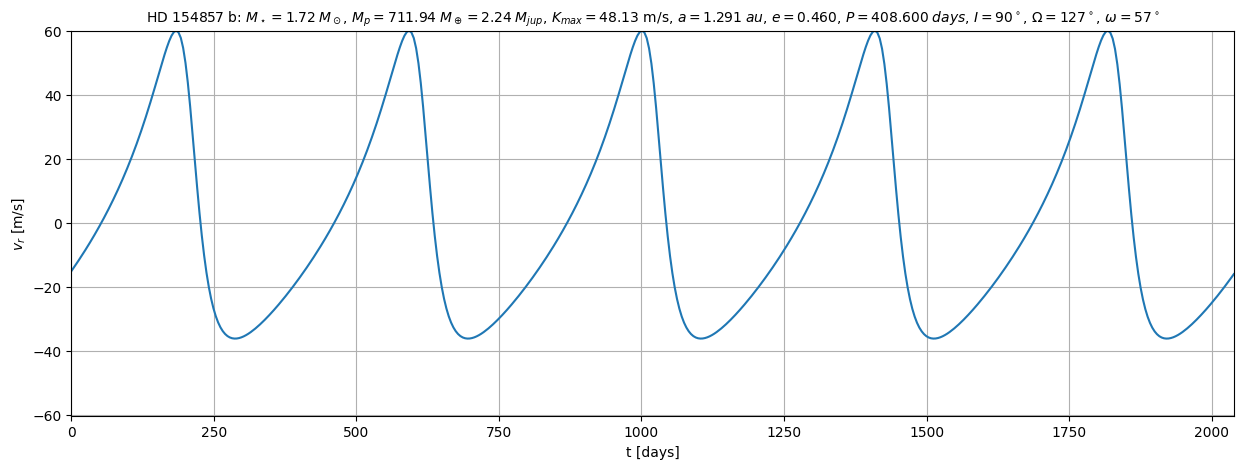 HD 154857 b: M⋆ = 1.72 M⊙, Mp = 711.94 M⊕ = 2.24 Mjup, Kmax = 48.13 m/s, a = 1.291 au, e = 0.460, P = 408.600 days, I = 90°, Ω = 127°, ω = 57°
60
40
20
0
−20
−40
−60
vr [m/s]
0 250 500 750 1000 1250 1500 1750 2000
t [days]